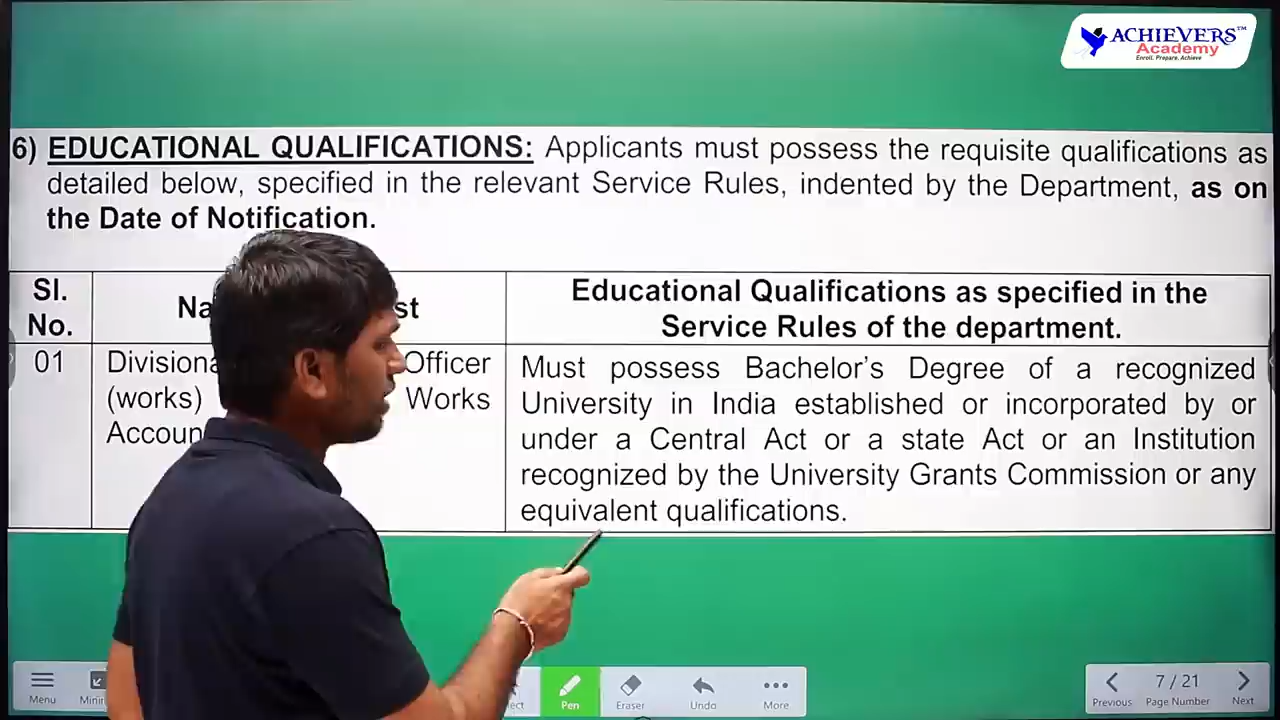 ACHIEVERS™
Academy
Enroll. Prepare. Achieve
6) EDUCATIONAL QUALIFICATIONS: Applicants must possess the requisite qualifications as
detailed below, specified in the relevant Service Rules, indented by the Department, as on
the Date of Notification.
Sl.
No.
Educational Qualifications as specified in the
Service Rules of the department.
01
Officer
(works) Works
Must possess Bachelor's Degree of a recognized
University in India established or incorporated by or
under a Central Act or a state Act or an Institution
recognized by the University Grants Commission or any
equivalent qualifications.
Menu
Pen
Eraser
Undo
More
Previous
7 / 21
Page Number
Next